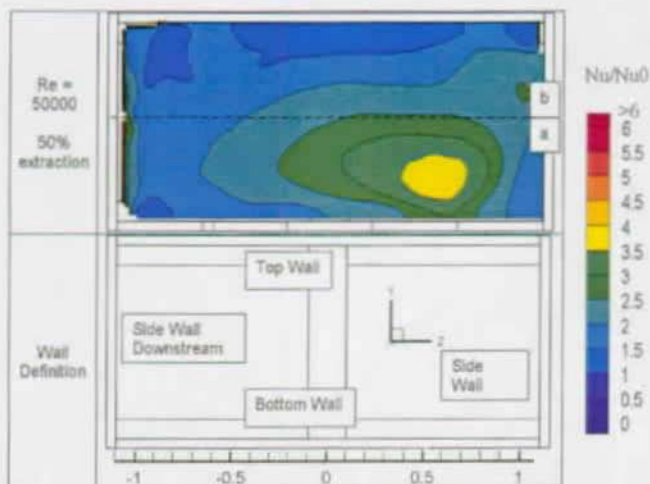 Re =
50000
50%
extraction
b
a
Nu/Nu0
>6
6
5.5
5
4.5
4
3.5
3
2.5
2
1.5
1
0.5
0
Wall
Definition
Top Wall
Side Wall
Downstream
Y
Z
Side
Wall
Bottom Wall
-1
-0.5
0
0.5
1